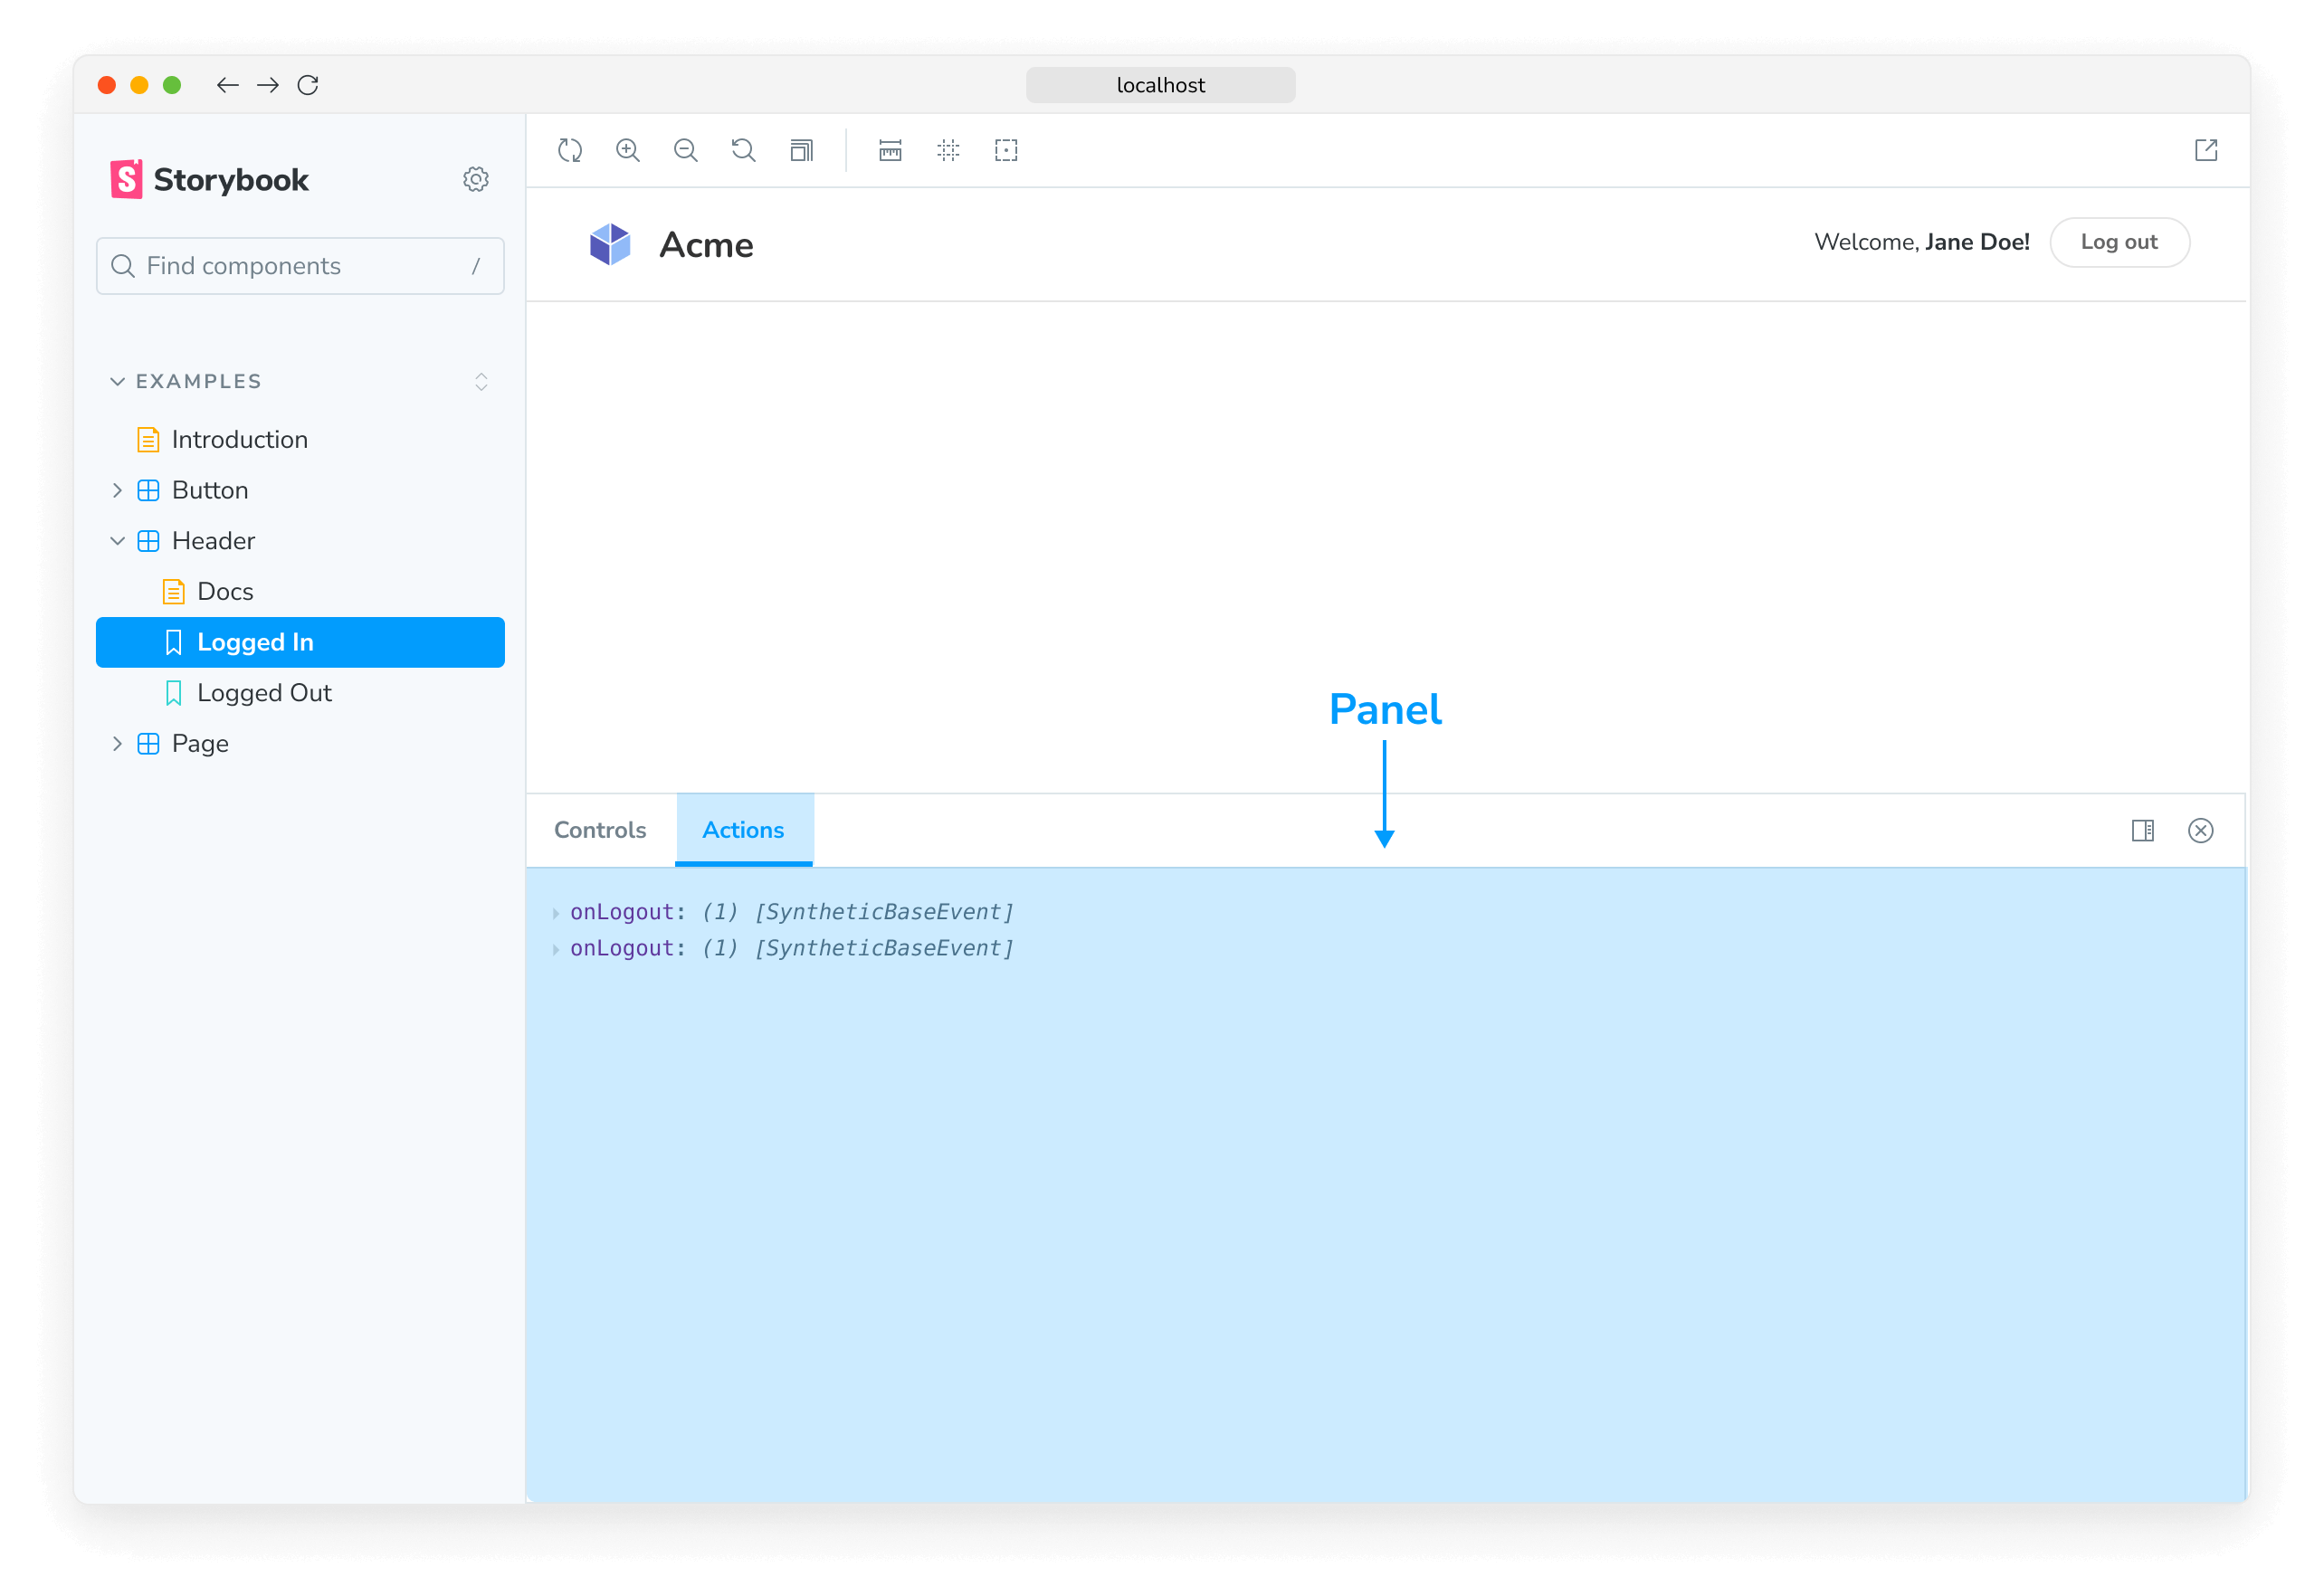 localhost
Storybook
Find components /
EXAMPLES
Introduction
Button
Header
Docs
Logged In
Logged Out
Page
Acme
Welcome, Jane Doe! Log out
Panel
Controls Actions
onLogout: (1) [SyntheticBaseEvent]
onLogout: (1) [SyntheticBaseEvent]